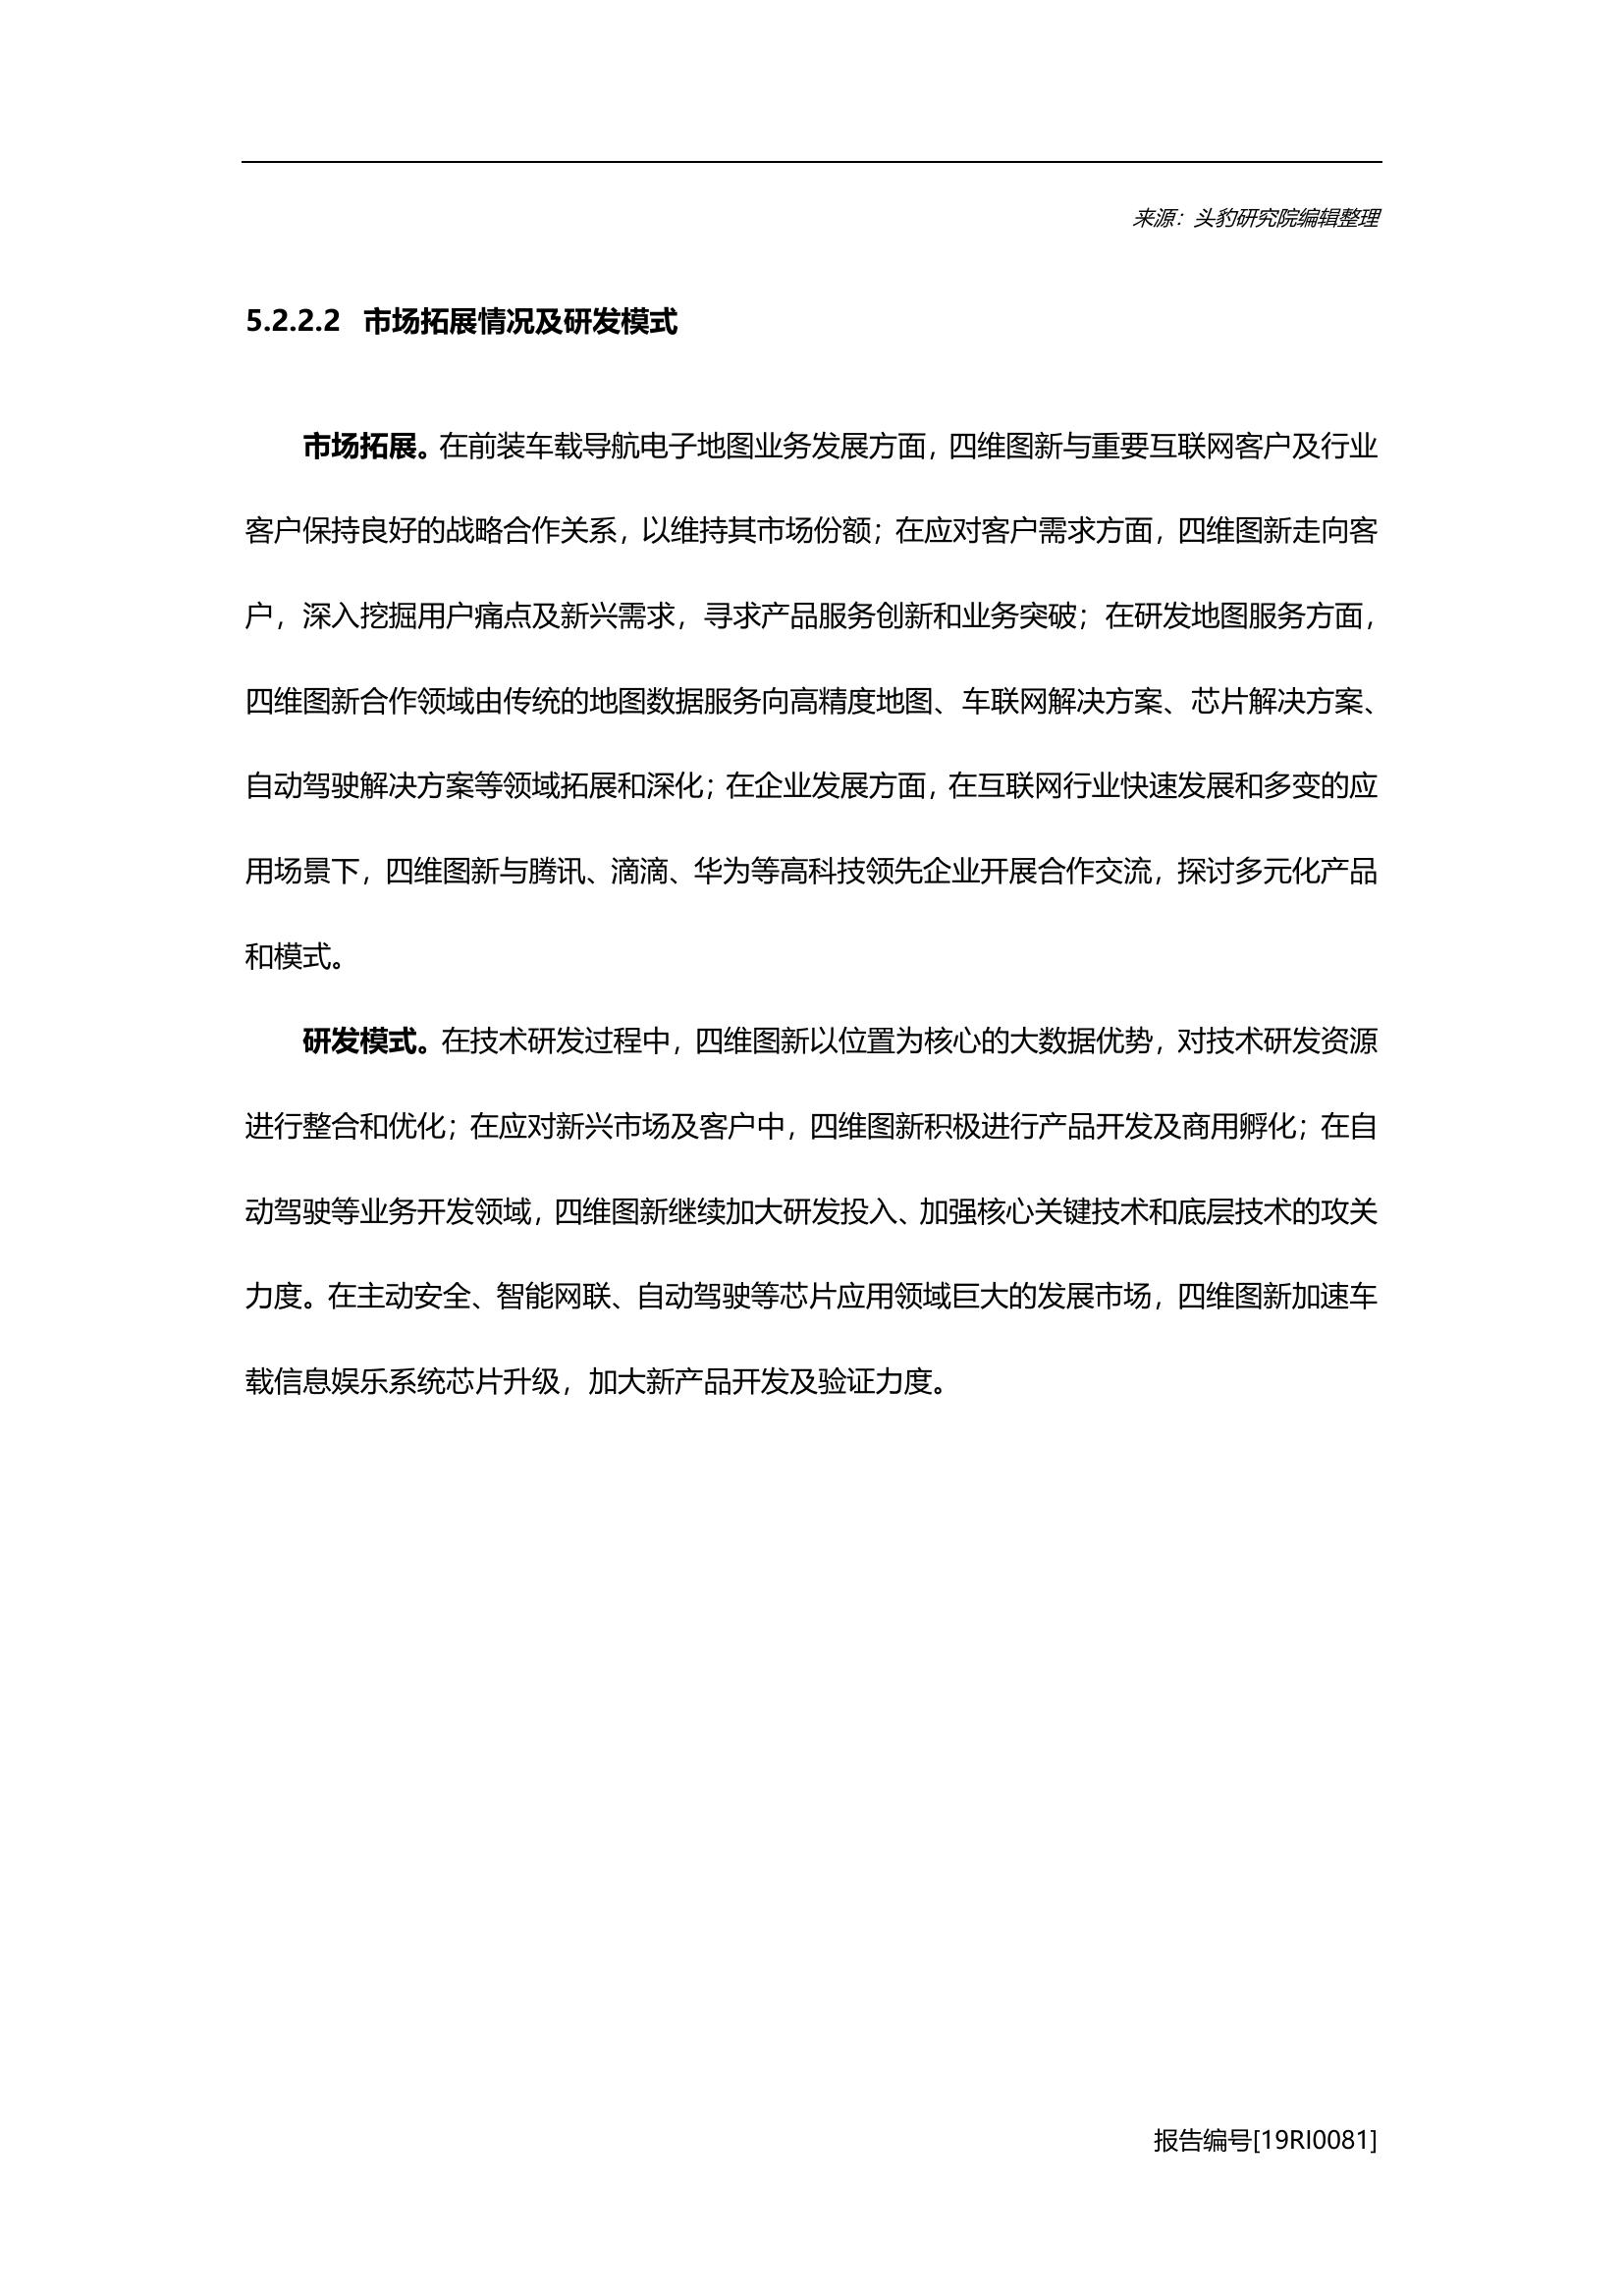 来源：头豹研究院编辑整理
5.2.2.2 市场拓展情况及研发模式
市场拓展。在前装车载导航电子地图业务发展方面，四维图新与重要互联网客户及行业
客户保持良好的战略合作关系，以维持其市场份额；在应对客户需求方面，四维图新走向客
户，深入挖掘用户痛点及新兴需求，寻求产品服务创新和业务突破；在研发地图服务方面，
四维图新合作领域由传统的地图数据服务向高精度地图、车联网解决方案、芯片解决方案、
自动驾驶解决方案等领域拓展和深化；在企业发展方面，在互联网行业快速发展和多变的应
用场景下，四维图新与腾讯、滴滴、华为等高科技领先企业开展合作交流，探讨多元化产品
和模式。
研发模式。在技术研发过程中，四维图新以位置为核心的大数据优势，对技术研发资源
进行整合和优化；在应对新兴市场及客户中，四维图新积极进行产品开发及商用孵化；在自
动驾驶等业务开发领域，四维图新继续加大研发投入、加强核心关键技术和底层技术的攻关
力度。在主动安全、智能网联、自动驾驶等芯片应用领域巨大的发展市场，四维图新加速车
载信息娱乐系统芯片升级，加大新产品开发及验证力度。
报告编号[19RI0081]